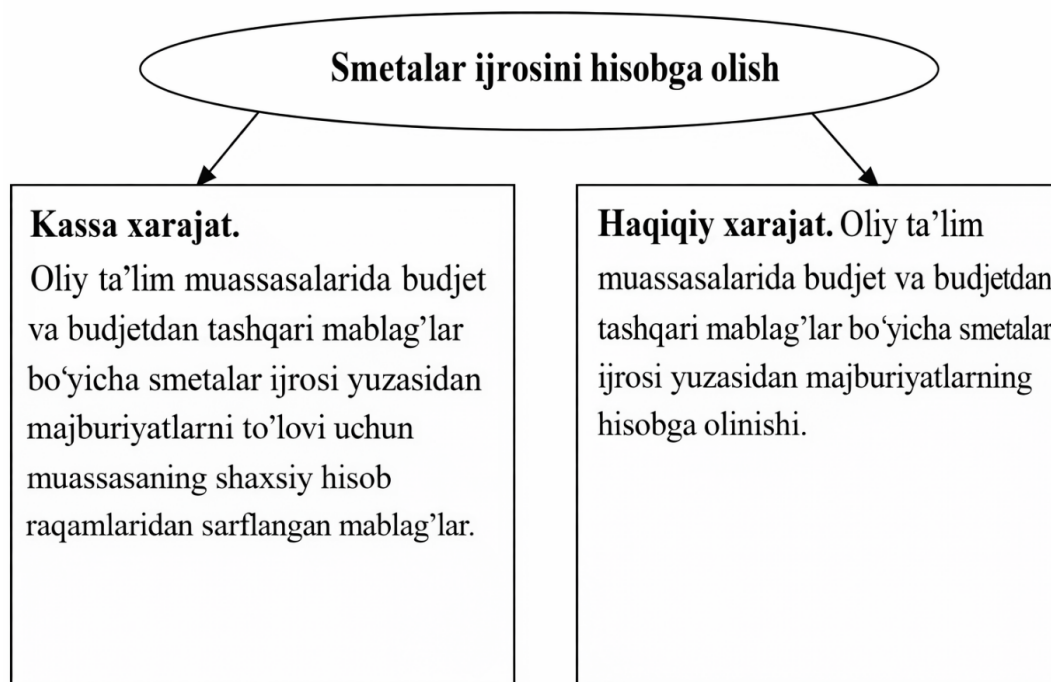 Smetalar ijrosini hisobga olish
Kassa xarajat.
Oliy ta’lim muassasalarida budjet
va budjetdan tashqari mablag’lar
bo‘yicha smetalar ijrosi yuzasidan
majburiyatlarni to’lovi uchun
muassasaning shaxsiy hisob
raqamlaridan sarflangan mablag’lar.
Haqiqiy xarajat. Oliy ta’lim
muassasalarida budjet va budjetdan
tashqari mablag’lar bo‘yicha smetalar
ijrosi yuzasidan majburiyatlarning
hisobga olinishi.